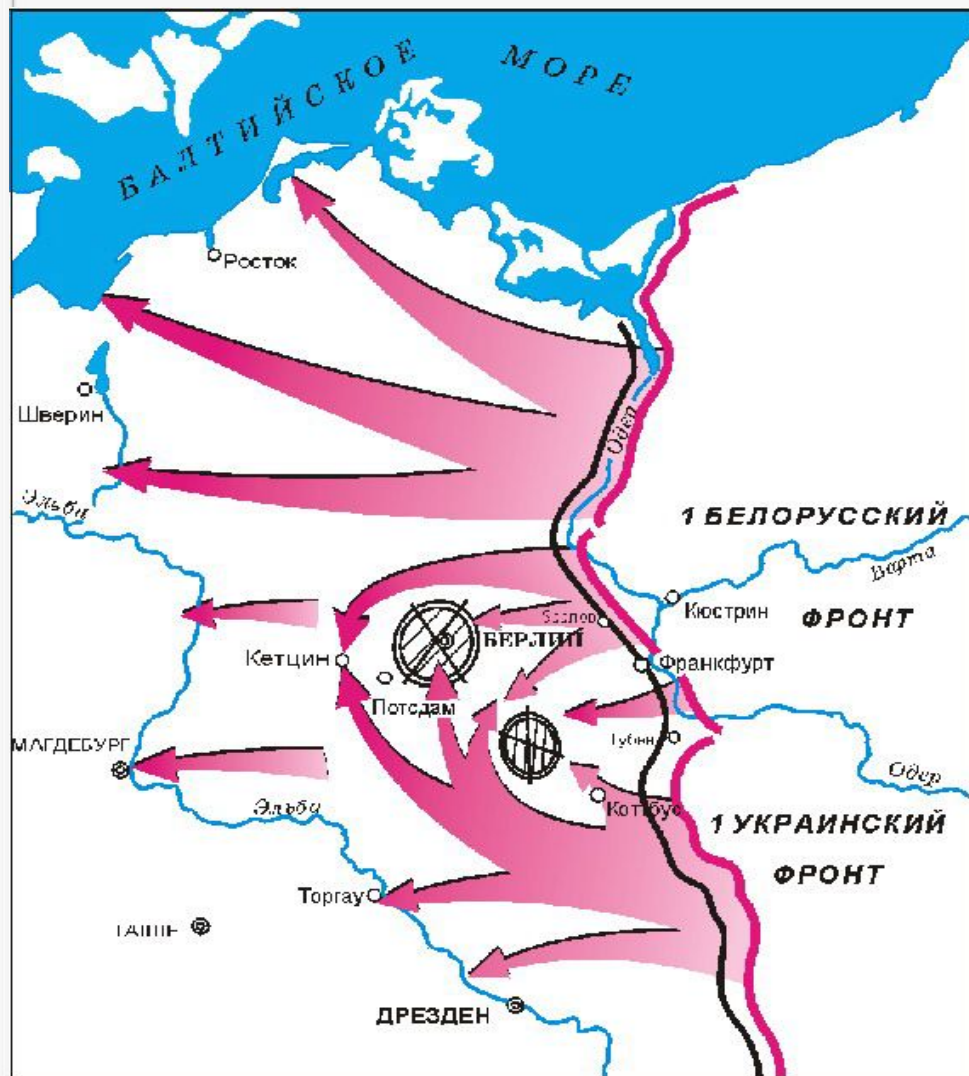 БАЛТИЙСКОЕ МОРЕ
Росток
Шверин
Одер
Эльба
1 БЕЛОРУССКИЙ
Варта
Кюстрин
ФРОНТ
БЕРЛИН
Кетцин
Франкфурт
Потсдам
Губен
МАГДЕБУРГ
Одер
Эльба
Коттбус
1 УКРАИНСКИЙ
ФРОНТ
Торгау
ДРЕЗДЕН